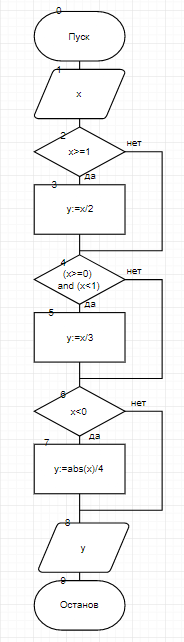 0
Пуск
1
x
2
x>=1
нет
да
3
y:=x/2
4
(x>=0)
and (x<1)
нет
да
5
y:=x/3
6
x<0
нет
да
7
y:=abs(x)/4
8
y
9
Останов